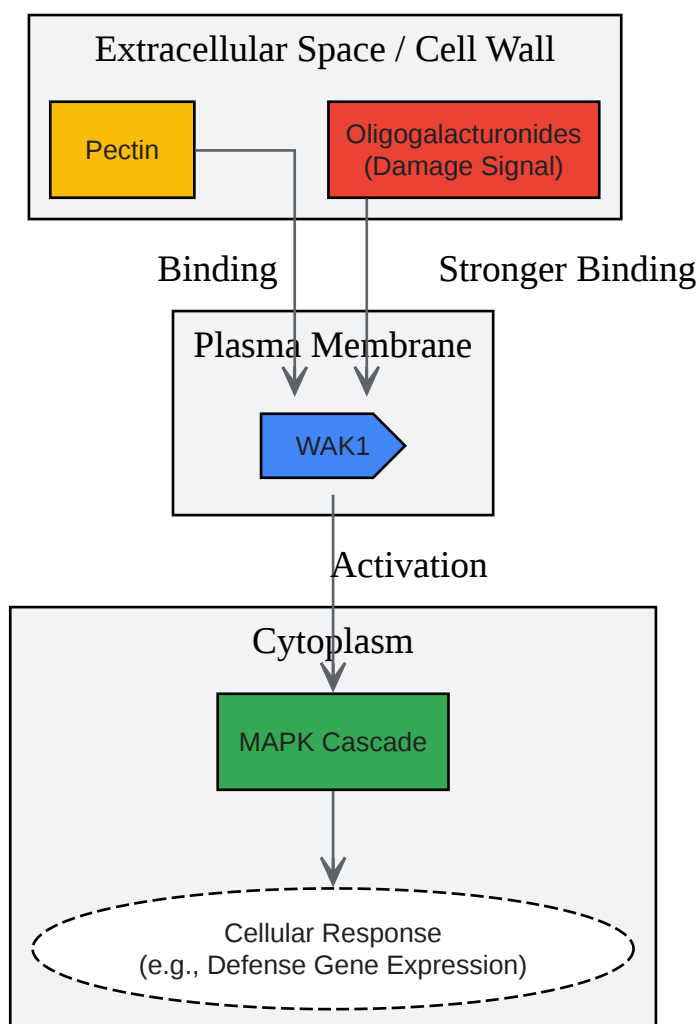 Extracellular Space / Cell Wall
Pectin
Oligogalacturonides
(Damage Signal)
Binding
Stronger Binding
Plasma Membrane
WAK1
Activation
Cytoplasm
MAPK Cascade
Cellular Response
(e.g., Defense Gene Expression)